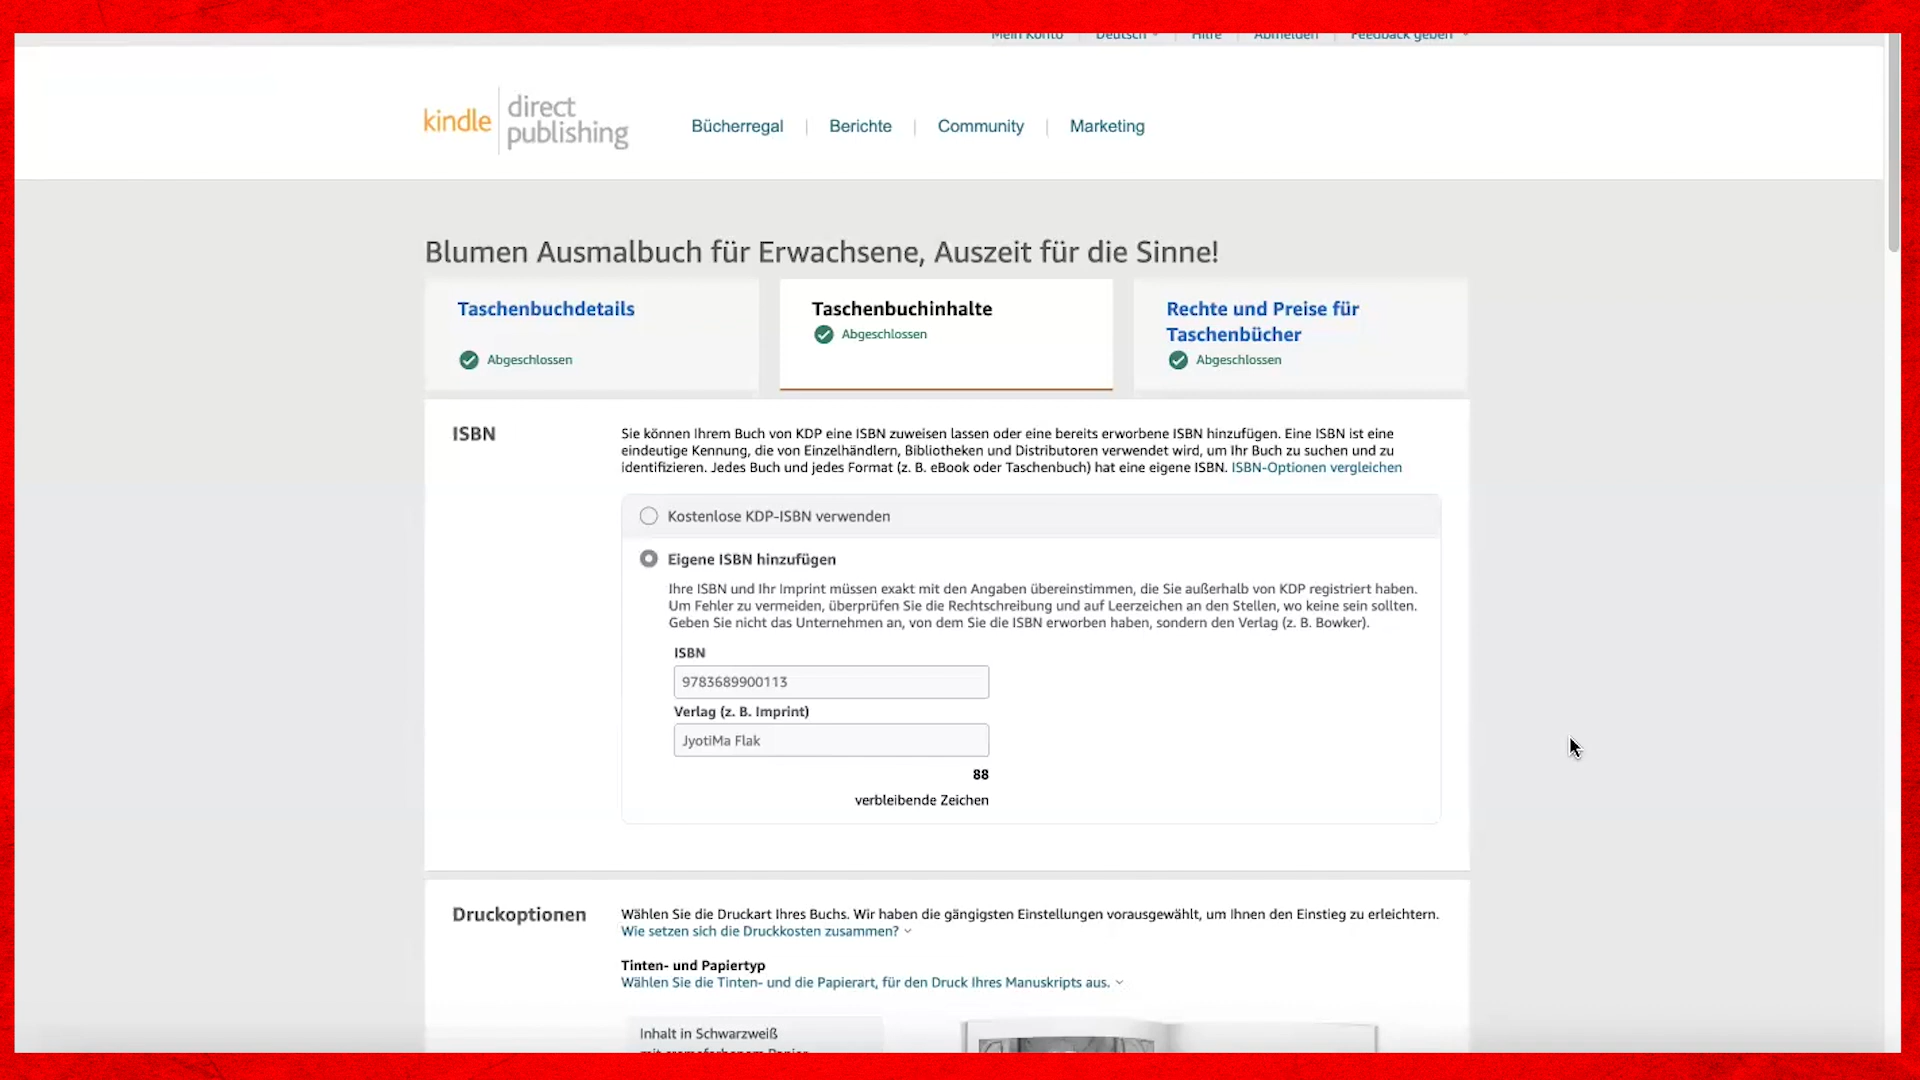 Mein Konto Deutsch Hilfe Abmelden Feedback geben
kindle direct publishing
Bücherregal Berichte Community Marketing
Blumen Ausmalbuch für Erwachsene, Auszeit für die Sinne!
Taschenbuchdetails
Abgeschlossen
Taschenbuchinhalte
Abgeschlossen
Rechte und Preise für
Taschenbücher
Abgeschlossen
ISBN
Sie können Ihrem Buch von KDP eine ISBN zuweisen lassen oder eine bereits erworbene ISBN hinzufügen. Eine ISBN ist eine
eindeutige Kennung, die von Einzelhändlern, Bibliotheken und Distributoren verwendet wird, um Ihr Buch zu suchen und zu
identifizieren. Jedes Buch und jedes Format (z. B. eBook oder Taschenbuch) hat eine eigene ISBN. ISBN-Optionen vergleichen
Kostenlose KDP-ISBN verwenden
Eigene ISBN hinzufügen
Ihre ISBN und Ihr Imprint müssen exakt mit den Angaben übereinstimmen, die Sie außerhalb von KDP registriert haben.
Um Fehler zu vermeiden, überprüfen Sie die Rechtschreibung und auf Leerzeichen an den Stellen, wo keine sein sollten.
Geben Sie nicht das Unternehmen an, von dem Sie die ISBN erworben haben, sondern den Verlag (z. B. Bowker).
ISBN
9783689900113
Verlag (z. B. Imprint)
JyotiMa Flak
88
verbleibende Zeichen
Druckoptionen
Wählen Sie die Druckart Ihres Buchs. Wir haben die gängigsten Einstellungen vorausgewählt, um Ihnen den Einstieg zu erleichtern.
Wie setzen sich die Druckkosten zusammen?
Tinten- und Papiertyp
Wählen Sie die Tinten- und die Papierart, für den Druck Ihres Manuskripts aus.
Inhalt in Schwarzweiß
mit cremefarbenem Papier